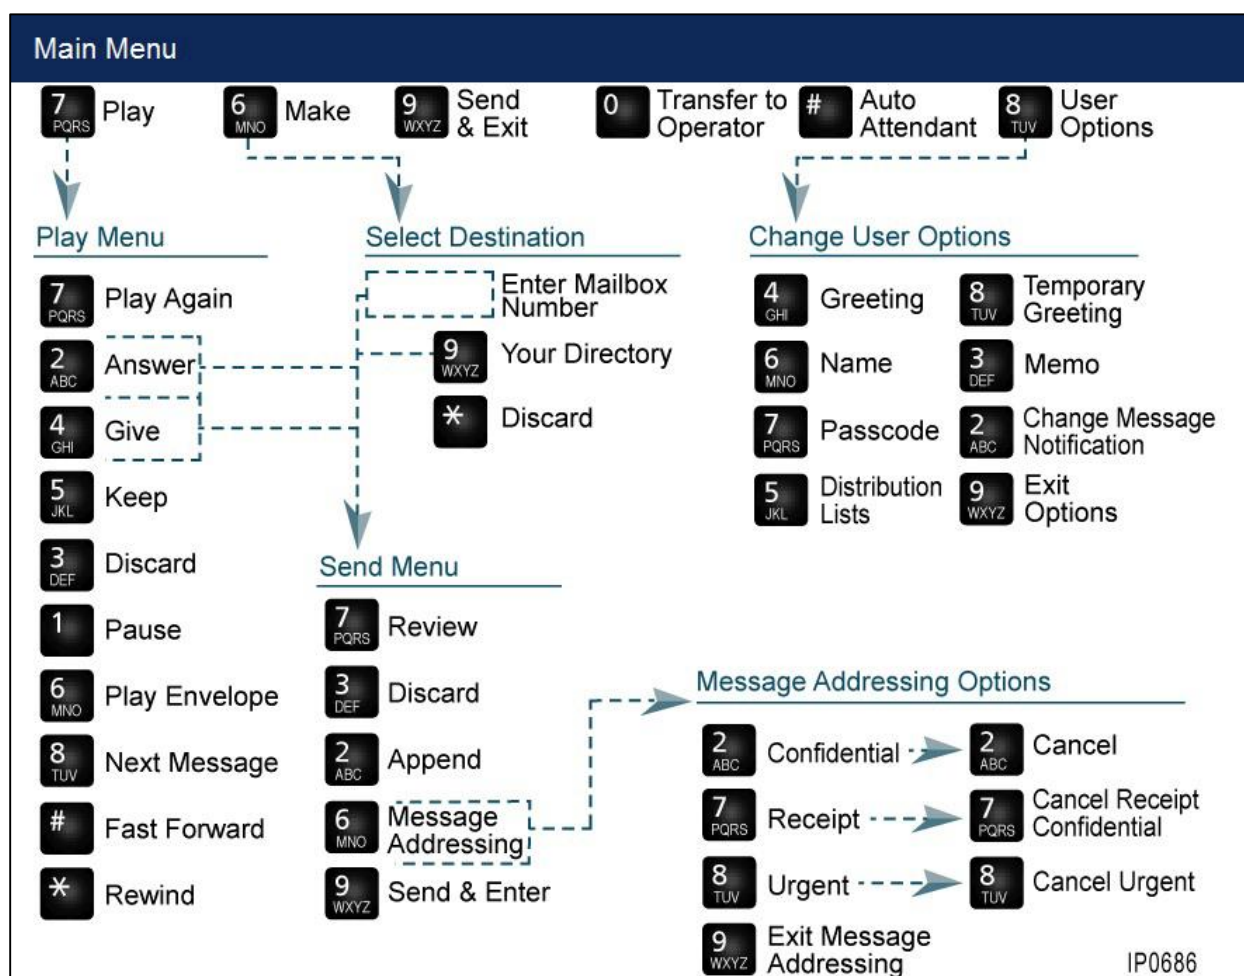 Main Menu
7 PQRS Play
6 MNO Make
9 WXYZ Send & Exit
0 Transfer to Operator
# Auto Attendant
8 TUV User Options
Play Menu
7 PQRS Play Again
2 ABC Answer
4 GHI Give
5 JKL Keep
3 DEF Discard
1 Pause
6 MNO Play Envelope
8 TUV Next Message
# Fast Forward
* Rewind
Select Destination
Enter Mailbox Number
9 WXYZ Your Directory
* Discard
Send Menu
7 PQRS Review
3 DEF Discard
2 ABC Append
6 MNO Message Addressing
9 WXYZ Send & Enter
Change User Options
4 GHI Greeting
8 TUV Temporary Greeting
6 MNO Name
3 DEF Memo
7 PQRS Passcode
2 ABC Change Message Notification
5 JKL Distribution Lists
9 WXYZ Exit Options
Message Addressing Options
2 ABC Confidential
2 ABC Cancel
7 PQRS Receipt
7 PQRS Cancel Receipt Confidential
8 TUV Urgent
8 TUV Cancel Urgent
9 WXYZ Exit Message Addressing
IP0686